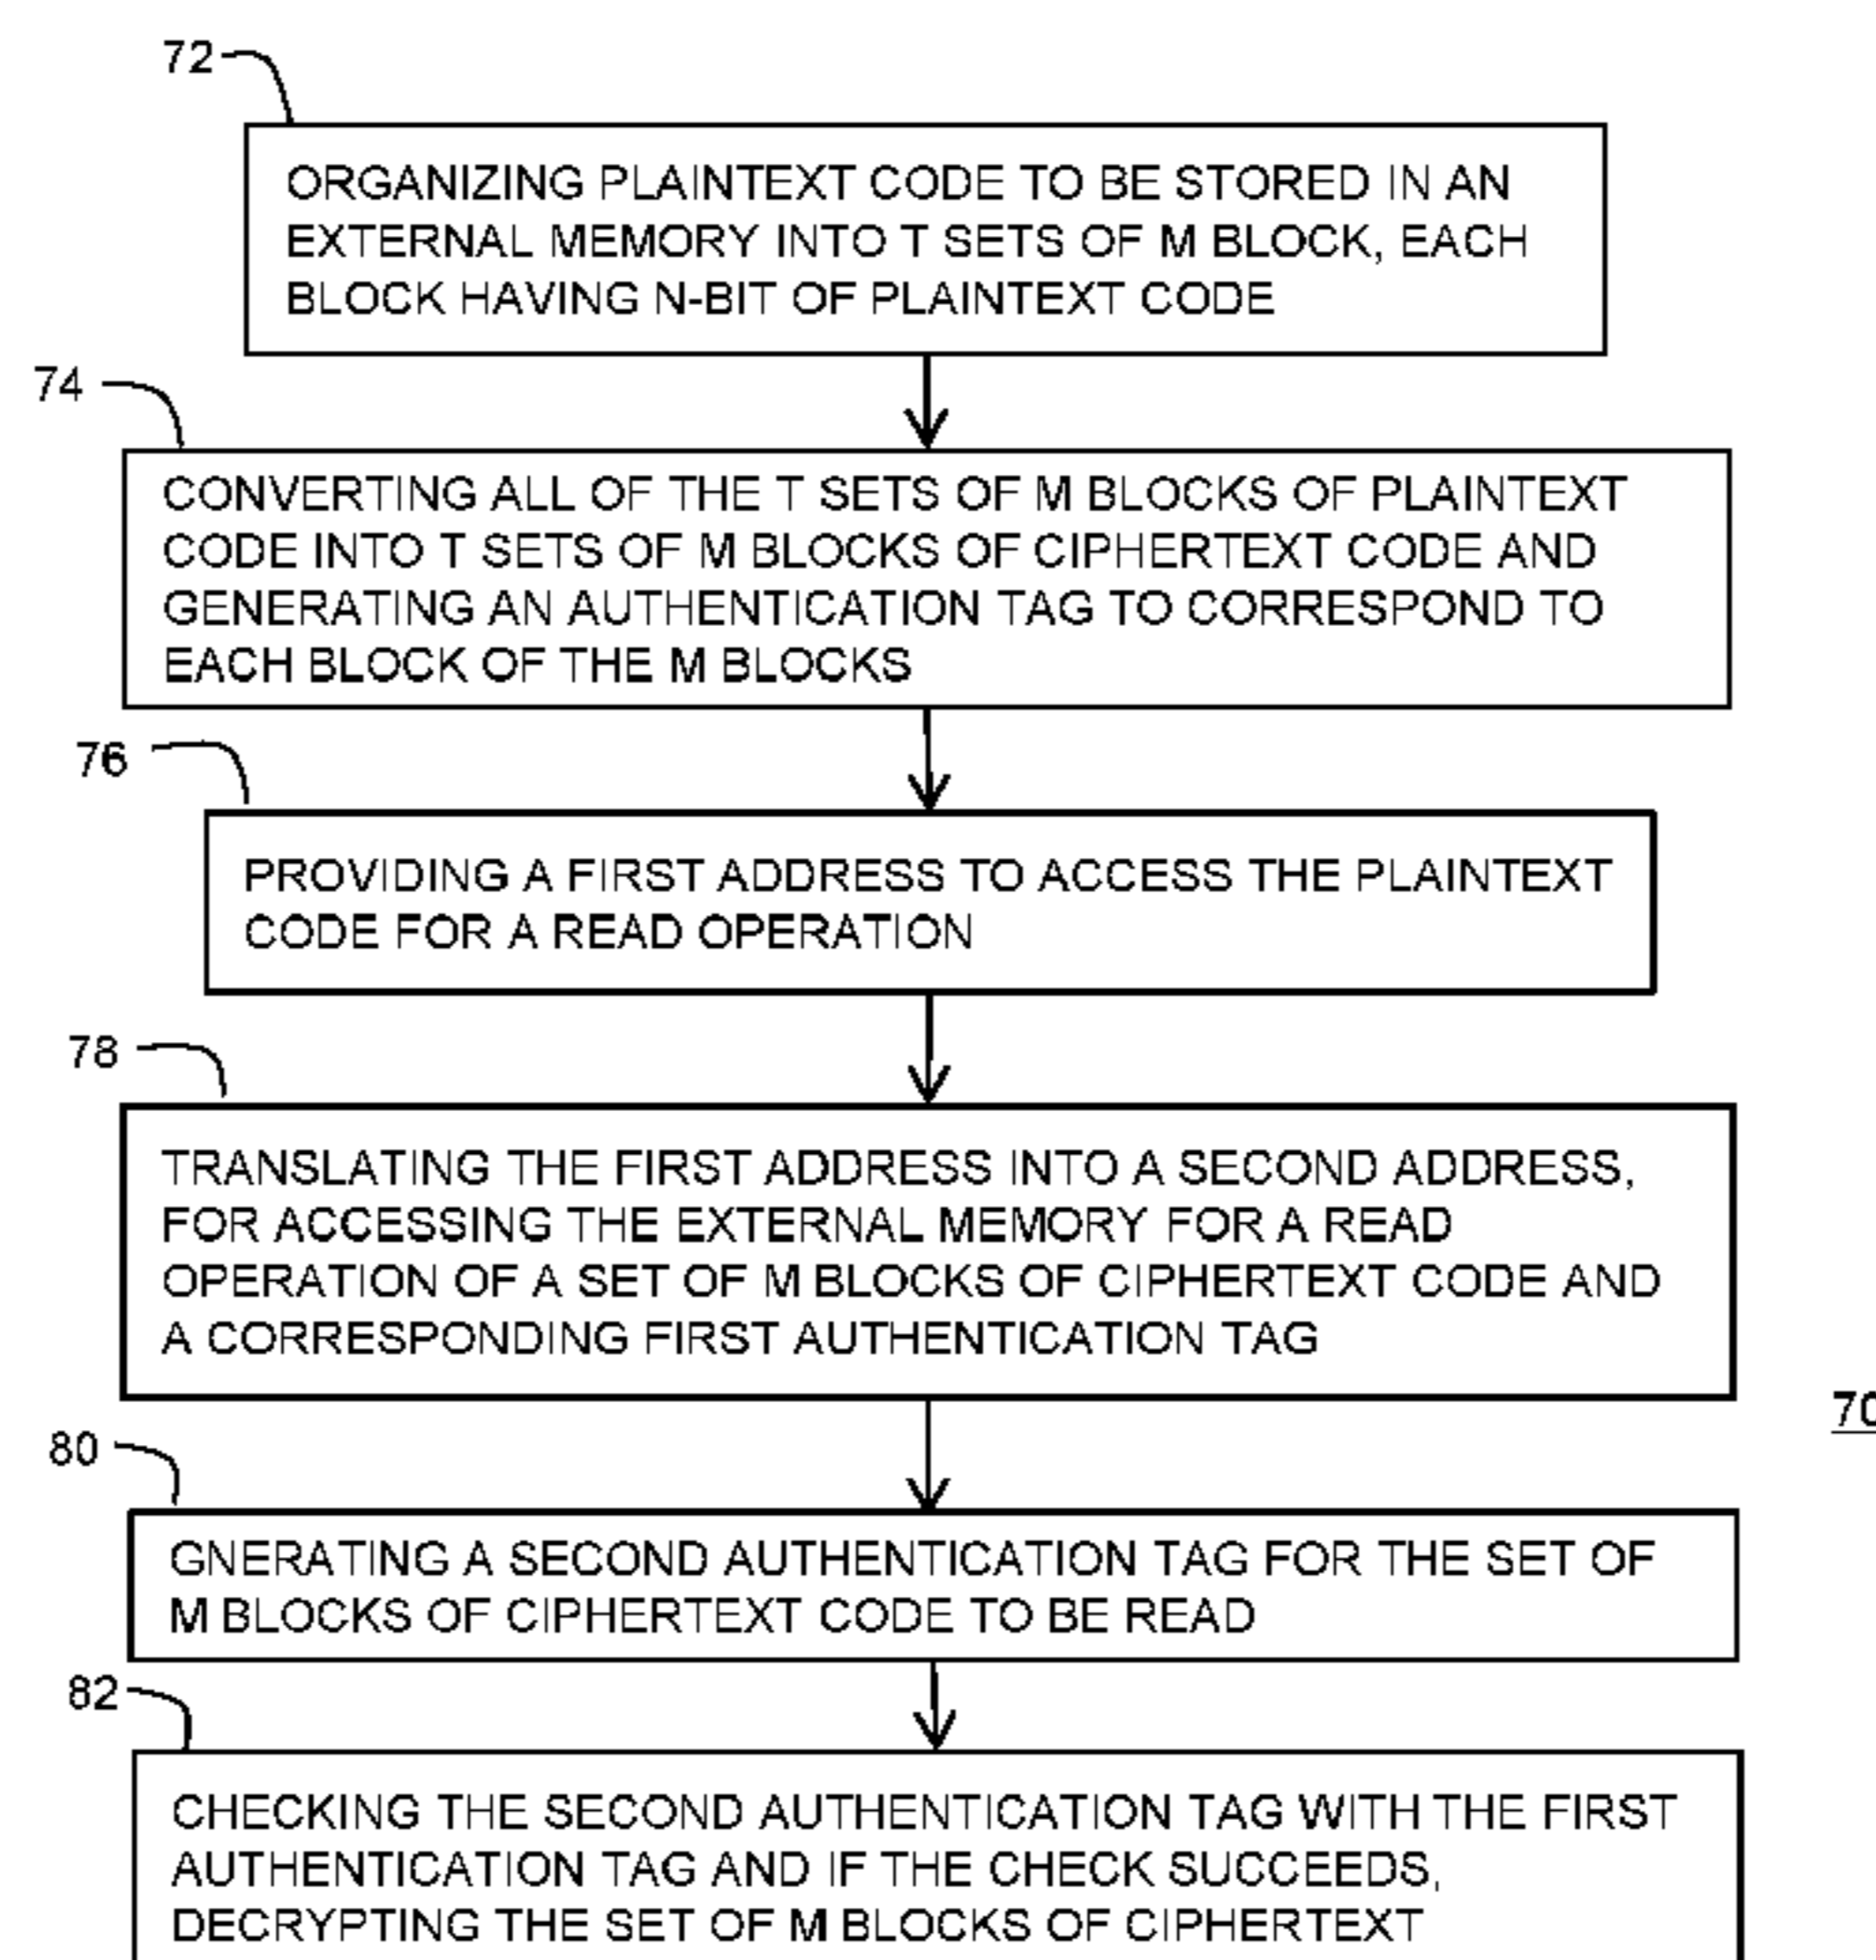 72
ORGANIZING PLAINTEXT CODE TO BE STORED IN AN
EXTERNAL MEMORY INTO T SETS OF M BLOCK, EACH
BLOCK HAVING N-BIT OF PLAINTEXT CODE
74
CONVERTING ALL OF THE T SETS OF M BLOCKS OF PLAINTEXT
CODE INTO T SETS OF M BLOCKS OF CIPHERTEXT CODE AND
GENERATING AN AUTHENTICATION TAG TO CORRESPOND TO
EACH BLOCK OF THE M BLOCKS
76
PROVIDING A FIRST ADDRESS TO ACCESS THE PLAINTEXT
CODE FOR A READ OPERATION
78
TRANSLATING THE FIRST ADDRESS INTO A SECOND ADDRESS,
FOR ACCESSING THE EXTERNAL MEMORY FOR A READ
OPERATION OF A SET OF M BLOCKS OF CIPHERTEXT CODE AND
A CORRESPONDING FIRST AUTHENTICATION TAG
70
80
GNERATING A SECOND AUTHENTICATION TAG FOR THE SET OF
M BLOCKS OF CIPHERTEXT CODE TO BE READ
82
CHECKING THE SECOND AUTHENTICATION TAG WITH THE FIRST
AUTHENTICATION TAG AND IF THE CHECK SUCCEEDS,
DECRYPTING THE SET OF M BLOCKS OF CIPHERTEXT